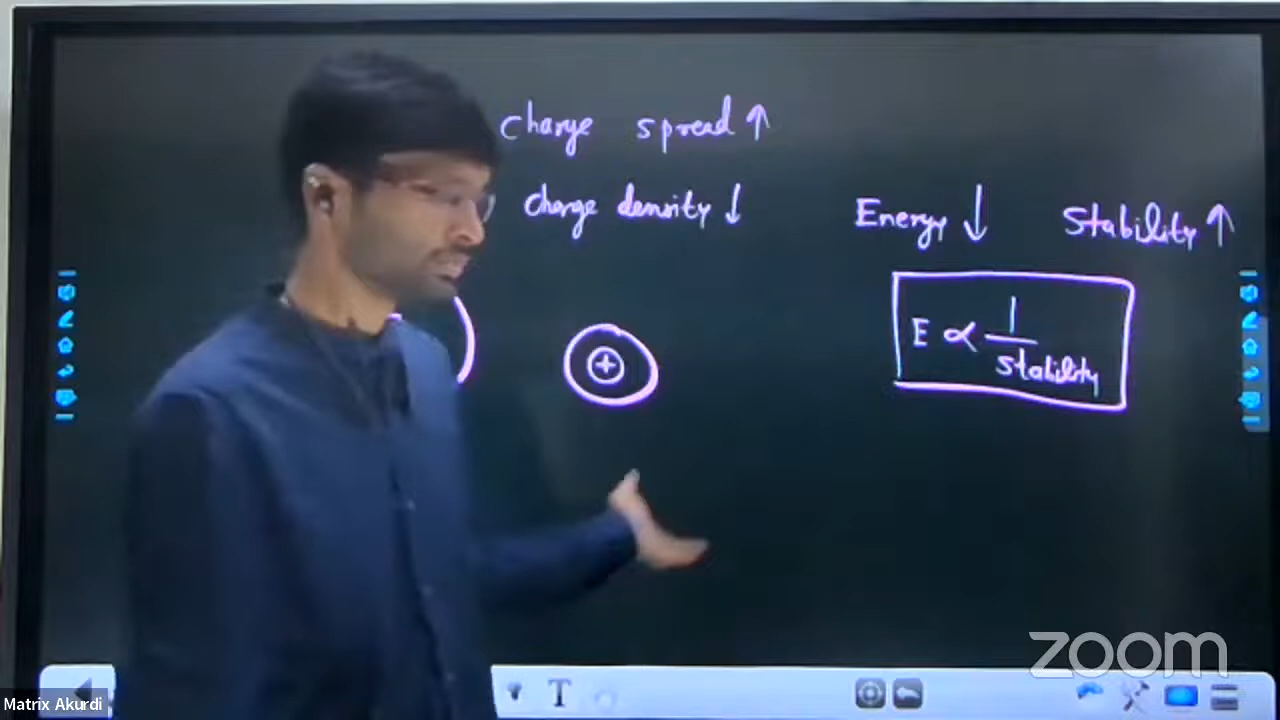 Charge spread ↑
Charge density ↓
Energy ↓ Stability ↑
E ∝ 1/stability
+
T
zoom
Matrix Akurdi